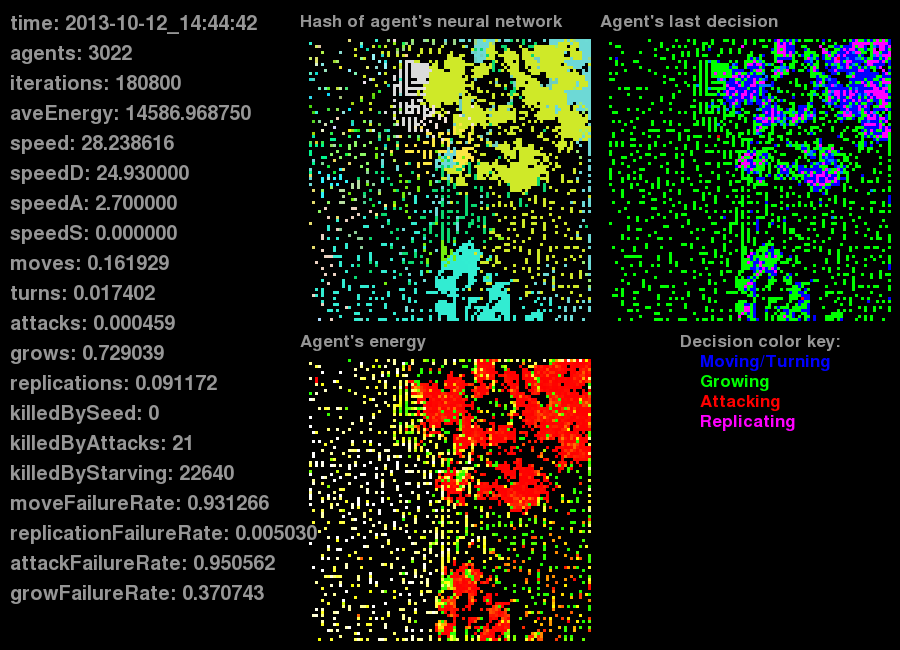 time: 2013-10-12_14:44:42
agents: 3022
iterations: 180800
aveEnergy: 14586.968750
speed: 28.238616
speedD: 24.930000
speedA: 2.700000
speedS: 0.000000
moves: 0.161929
turns: 0.017402
attacks: 0.000459
grows: 0.729039
replications: 0.091172
killedBySeed: 0
killedByAttacks: 21
killedByStarving: 22640
moveFailureRate: 0.931266
replicationFailureRate: 0.005030
attackFailureRate: 0.950562
growFailureRate: 0.370743
Hash of agent's neural network
Agent's last decision
Agent's energy
Decision color key:
Moving/Turning
Growing
Attacking
Replicating